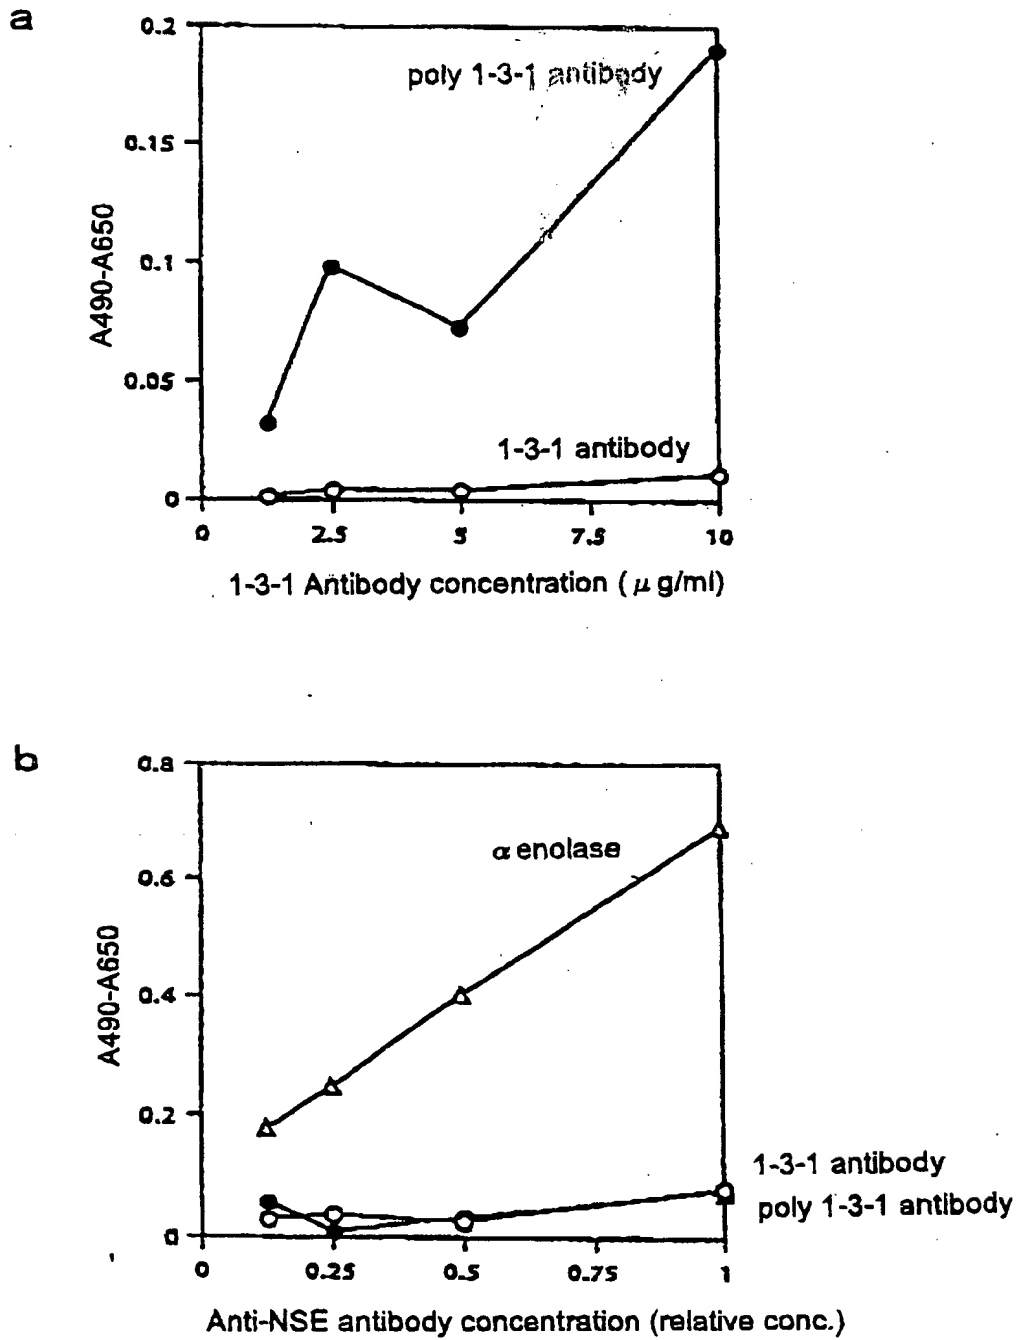 a
0.2
poly 1-3-1 antibody
0.15
0.1
0.05
0
A490-A650
1-3-1 antibody
0 2.5 5 7.5 10
1-3-1 Antibody concentration (μg/ml)
b
0.8
α enolase
0.6
0.4
0.2
0
A490-A650
1-3-1 antibody
poly 1-3-1 antibody
0 0.25 0.5 0.75 1
Anti-NSE antibody concentration (relative conc.)